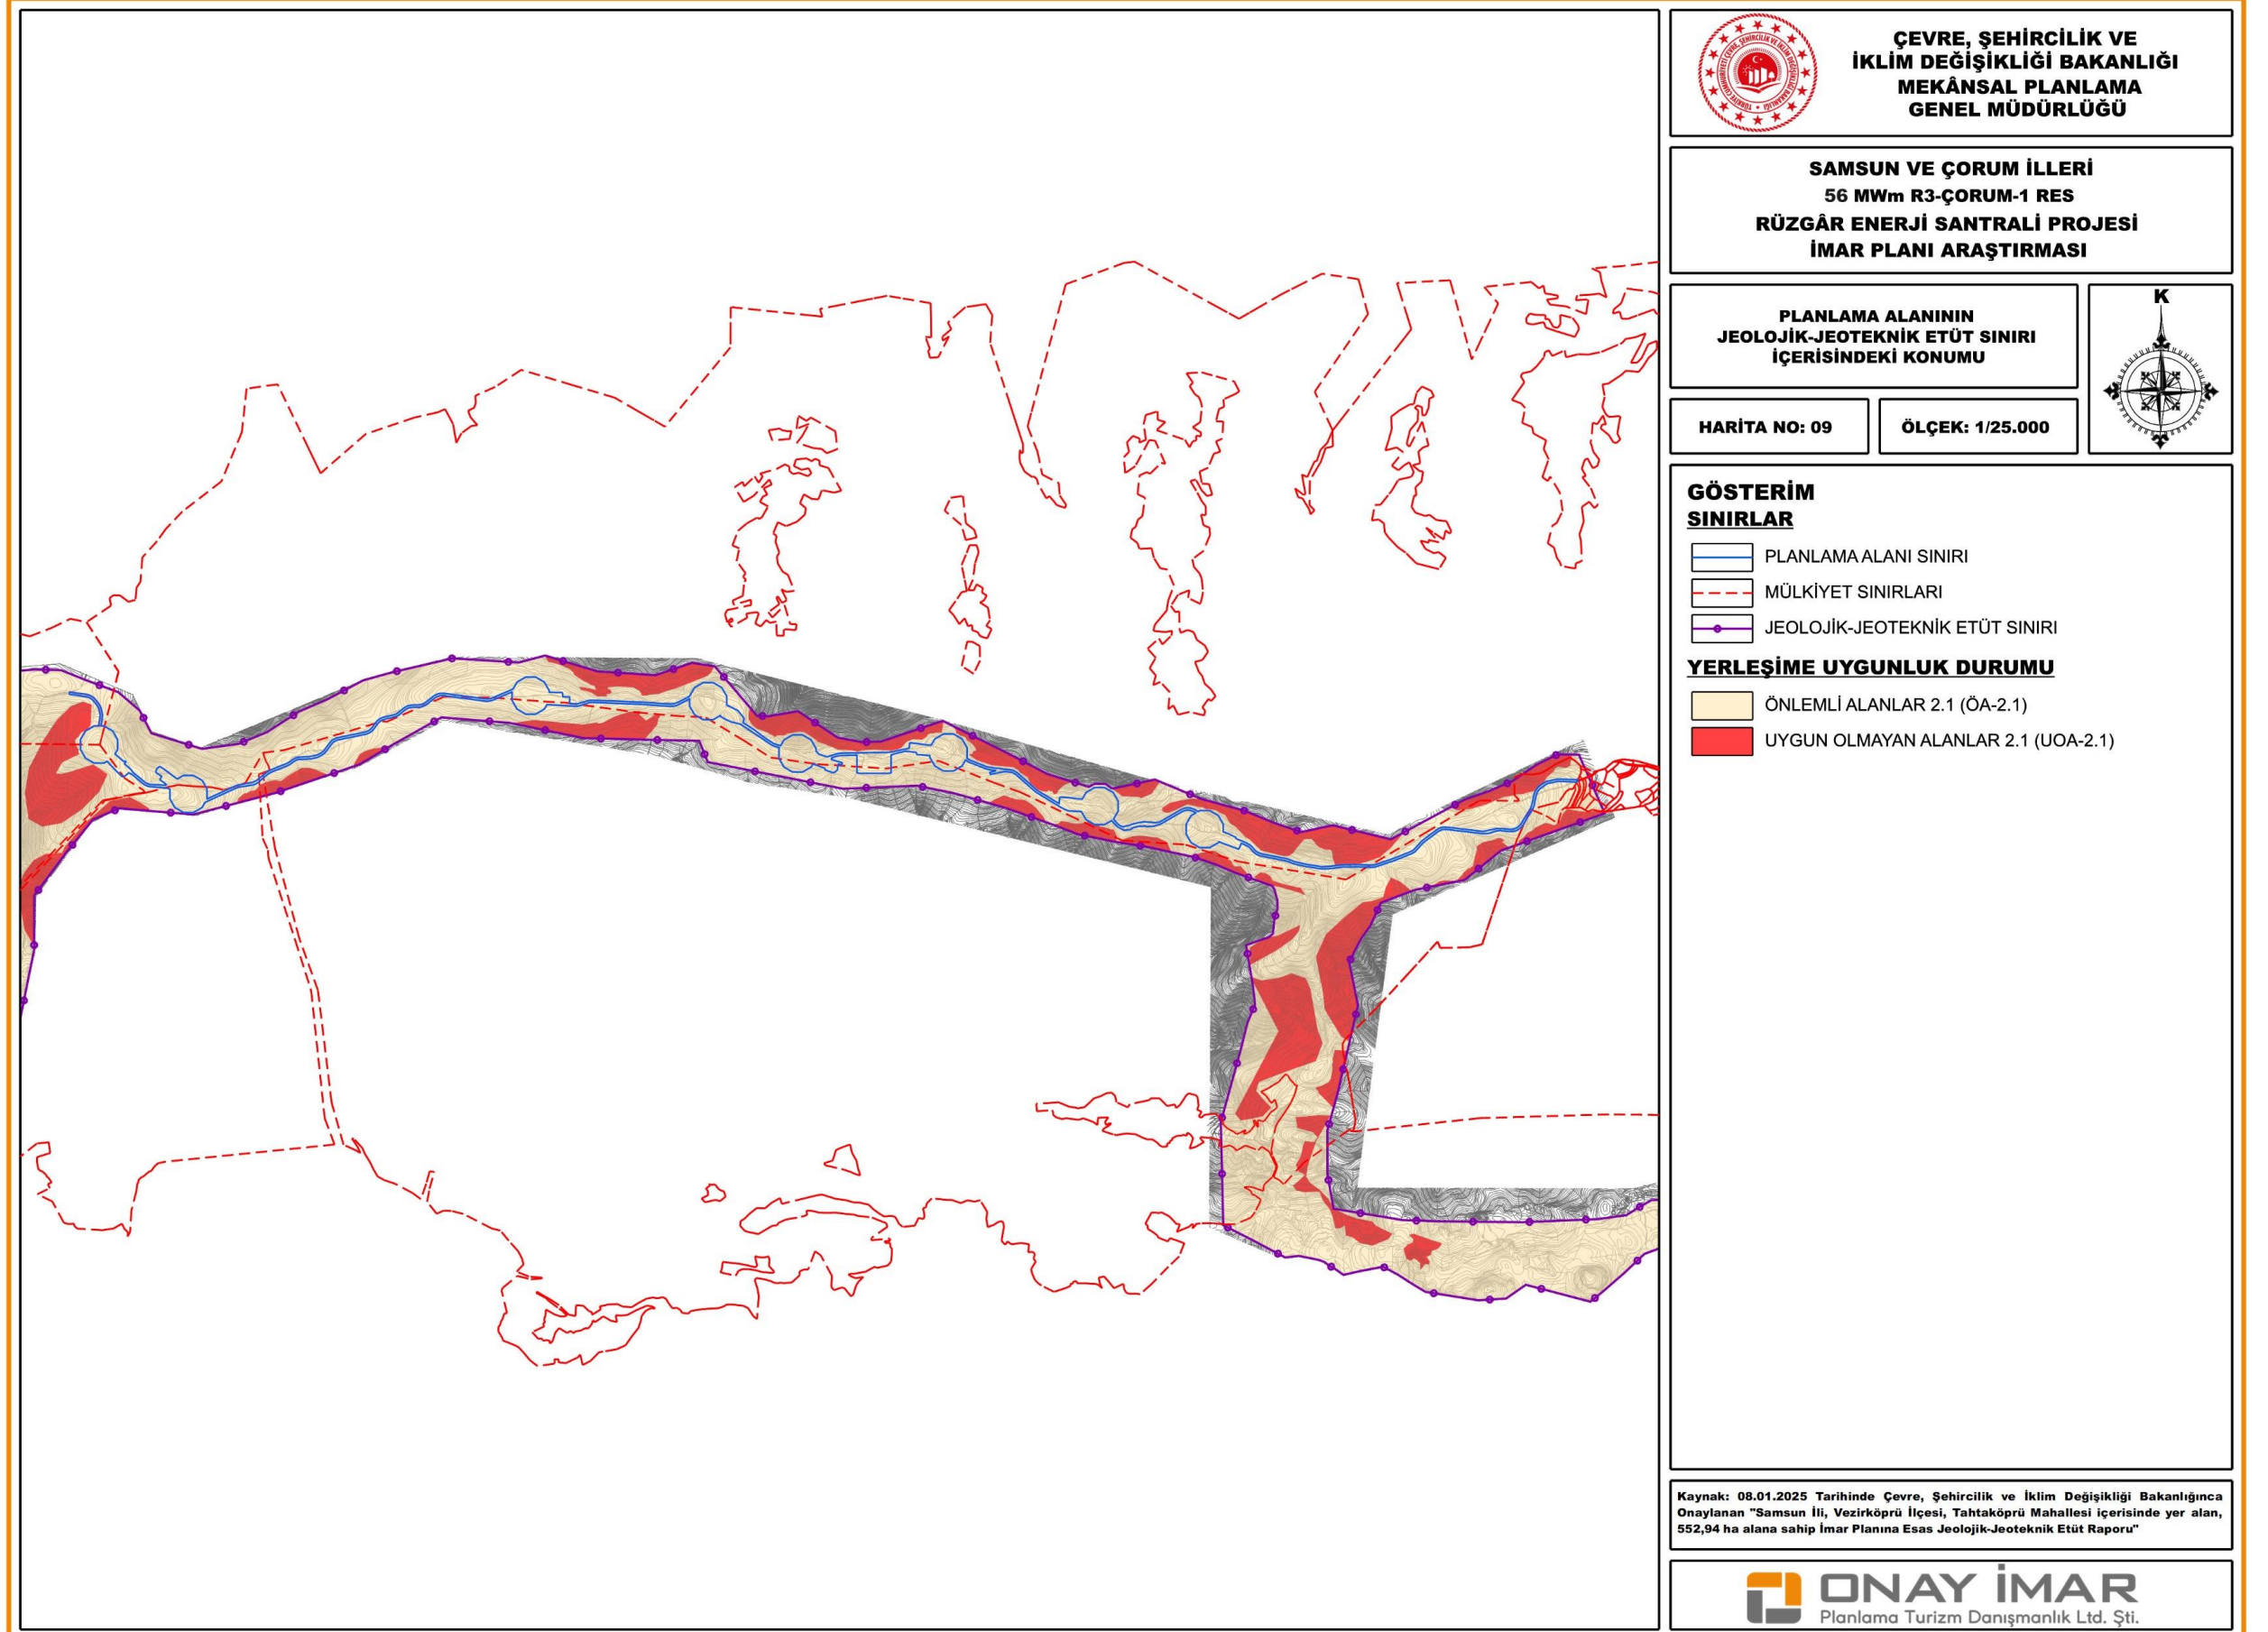 ÇEVRE, ŞEHİRCİLİK VE
İKLİM DEĞİŞİKLİĞİ BAKANLIĞI
MEKÂNSAL PLANLAMA
GENEL MÜDÜRLÜĞÜ
SAMSUN VE ÇORUM İLLERİ
56 MWm R3-ÇORUM-1 RES
RÜZGÂR ENERJİ SANTRALİ PROJESİ
İMAR PLANI ARAŞTIRMASI
PLANLAMA ALANININ
JEOLOJİK-JEOTEKNİK ETÜT SINIRI
İÇERİSİNDEKİ KONUMU
K
HARİTA NO: 09
ÖLÇEK: 1/25.000
GÖSTERİM
SINIRLAR
PLANLAMA ALANI SINIRI
MÜLKİYET SINIRLARI
JEOLOJİK-JEOTEKNİK ETÜT SINIRI
YERLEŞİME UYGUNLUK DURUMU
ÖNLEMLİ ALANLAR 2.1 (ÖA-2.1)
UYGUN OLMAYAN ALANLAR 2.1 (UOA-2.1)
Kaynak: 08.01.2025 Tarihinde Çevre, Şehircilik ve İklim Değişikliği Bakanlığınca
Onaylanan "Samsun İli, Vezirköprü İlçesi, Tahtaköprü Mahallesi içerisinde yer alan,
552,94 ha alana sahip İmar Planına Esas Jeolojik-Jeoteknik Etüt Raporu"
ONAY İMAR
Planlama Turizm Danışmanlık Ltd. Şti.